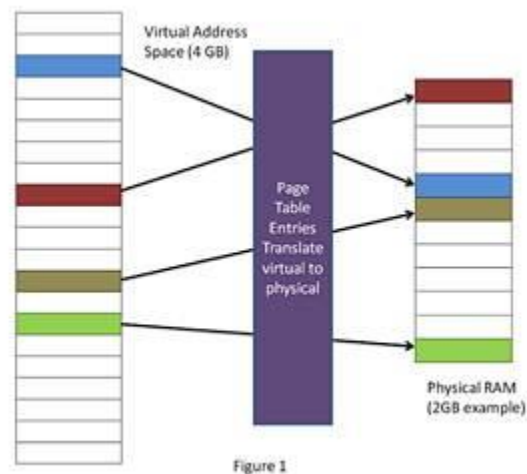 Virtual Address
Space (4 GB)
Page
Table
Entries
Translate
virtual to
physical
Physical RAM
(2GB example)
Figure 1